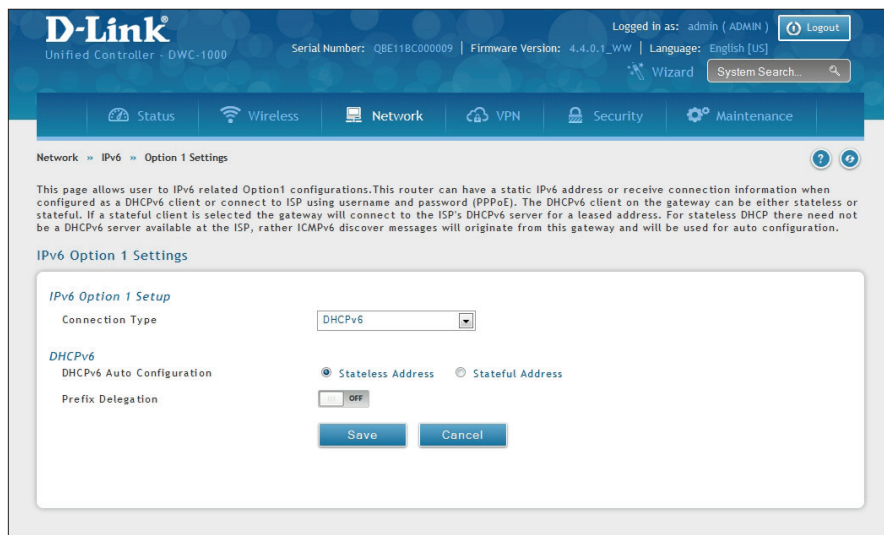 D-Link®
Unified Controller - DWC-1000
Logged in as: admin ( ADMIN ) Logout
Serial Number: QBE11BC000009 | Firmware Version: 4.4.0.1_WW | Language: English [US]
Wizard System Search...
Status Wireless Network VPN Security Maintenance
Network » IPv6 » Option 1 Settings
This page allows user to IPv6 related Option1 configurations.This router can have a static IPv6 address or receive connection information when
configured as a DHCPv6 client or connect to ISP using username and password (PPPoE). The DHCPv6 client on the gateway can be either stateless or
stateful. If a stateful client is selected the gateway will connect to the ISP's DHCPv6 server for a leased address. For stateless DHCP there need not
be a DHCPv6 server available at the ISP, rather ICMPv6 discover messages will originate from this gateway and will be used for auto configuration.
IPv6 Option 1 Settings
IPv6 Option 1 Setup
Connection Type DHCPv6
DHCPv6
DHCPv6 Auto Configuration Stateless Address Stateful Address
Prefix Delegation OFF
Save Cancel